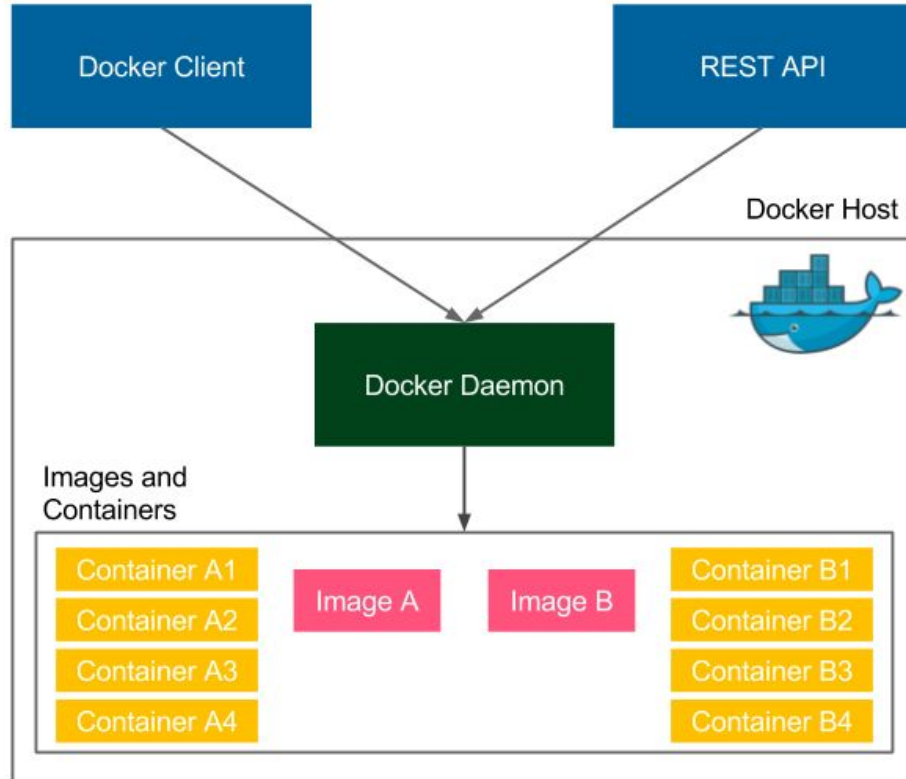 Docker Client
REST API
Docker Host
Docker Daemon
Images and
Containers
Container A1
Container A2
Container A3
Container A4
Image A
Image B
Container B1
Container B2
Container B3
Container B4